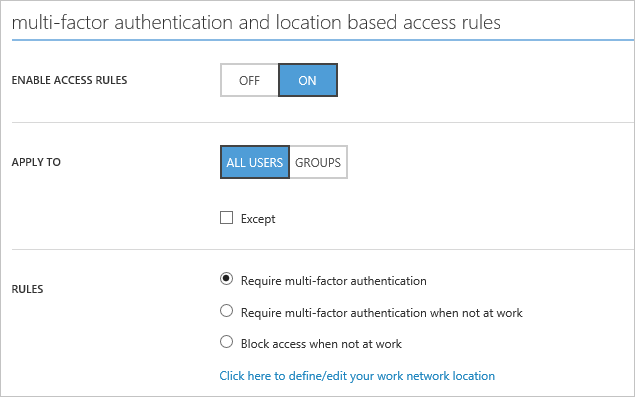 multi-factor authentication and location based access rules
ENABLE ACCESS RULES
OFF ON
APPLY TO
ALL USERS GROUPS
Except
RULES
Require multi-factor authentication
Require multi-factor authentication when not at work
Block access when not at work
Click here to define/edit your work network location